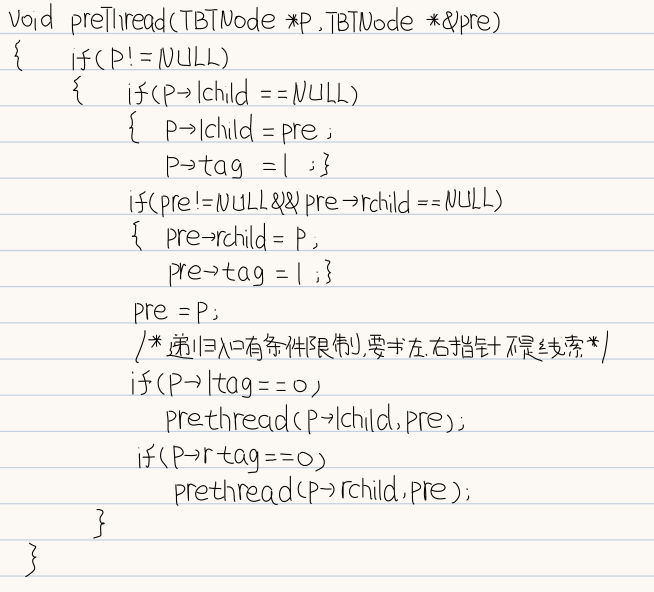 void preThread(TBTNode *P,TBTNode *&pre)
{ if(P!=NULL)
{ if(P→lchild==NULL)
{ P→lchild=pre;
P→tag=1;}
if(pre!=NULL&&pre→rchild==NULL)
{ pre→rchild=P;
pre→tag=1;}
pre=P;
/*递归入口有条件限制,要求左.右指针不是线索*/
if(P→ltag==0)
prethread(P→lchild,pre);
if(P→rtag==0)
prethread(P→rchild,pre);
}
}